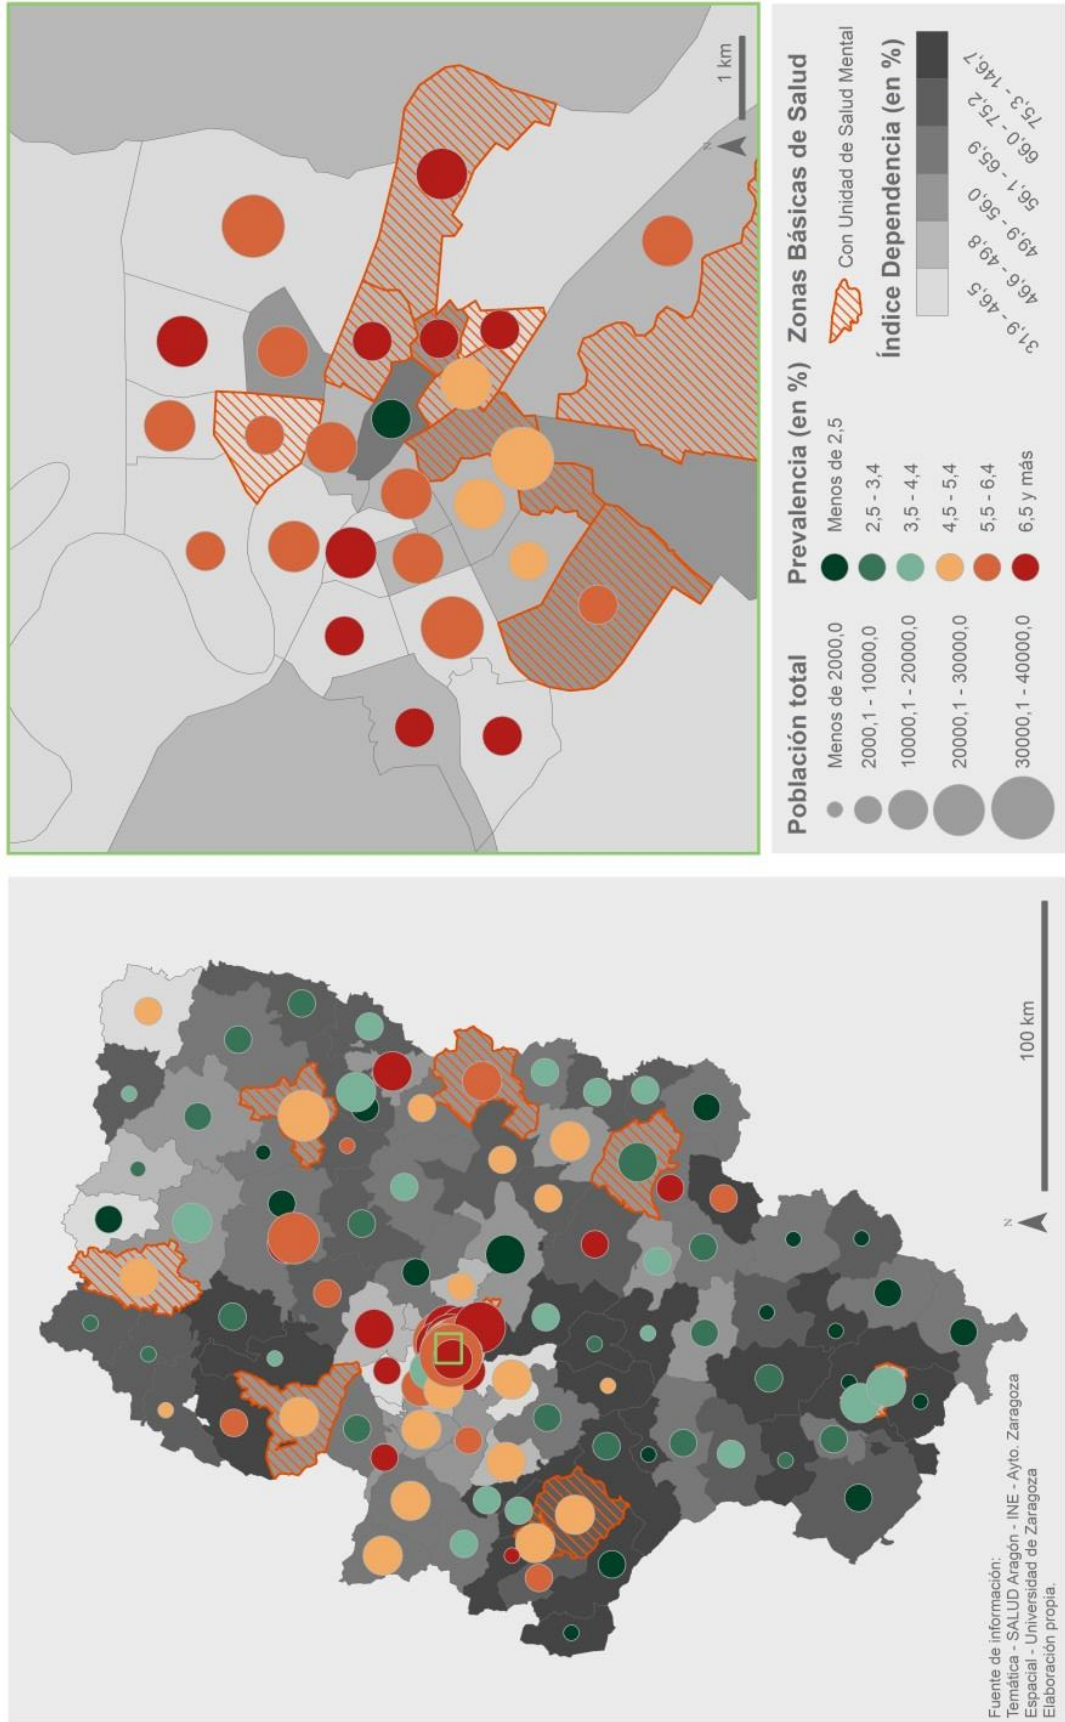 N
1 km
Población total
Menos de 2000,0
2000,1 - 10000,0
10000,1 - 20000,0
20000,1 - 30000,0
30000,1 - 40000,0
Prevalencia (en %)
Menos de 2,5
2,5 - 3,4
3,5 - 4,4
4,5 - 5,4
5,5 - 6,4
6,5 y más
Zonas Básicas de Salud
Con Unidad de Salud Mental
Índice Dependencia (en %)
31,9 - 46,5
46,6 - 49,8
49,9 - 56,0
56,1 - 65,9
66,0 - 75,2
75,3 - 146,7
N
100 km
Fuente de información:
Temática - SALUD Aragón - INE - Ayto. Zaragoza
Espacial - Universidad de Zaragoza
Elaboración propia.